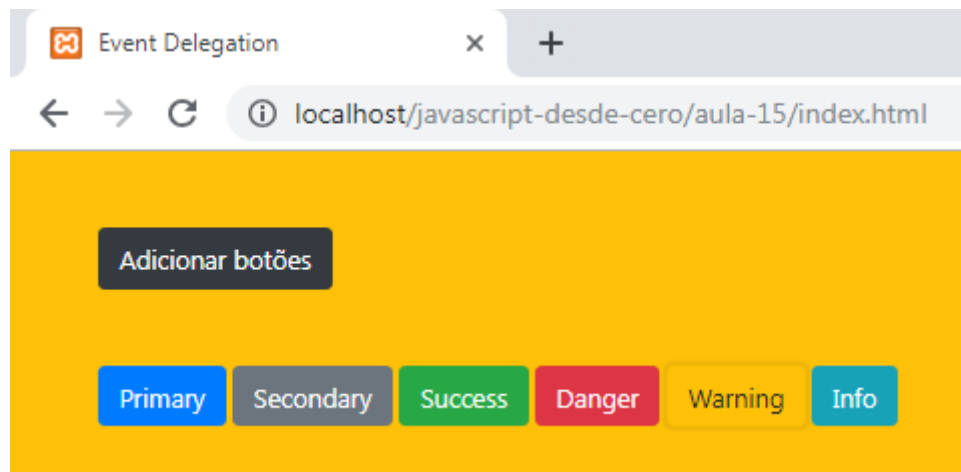 Event Delegation
localhost/javascript-desde-cero/aula-15/index.html
Adicionar botões
Primary Secondary Success Danger Warning Info